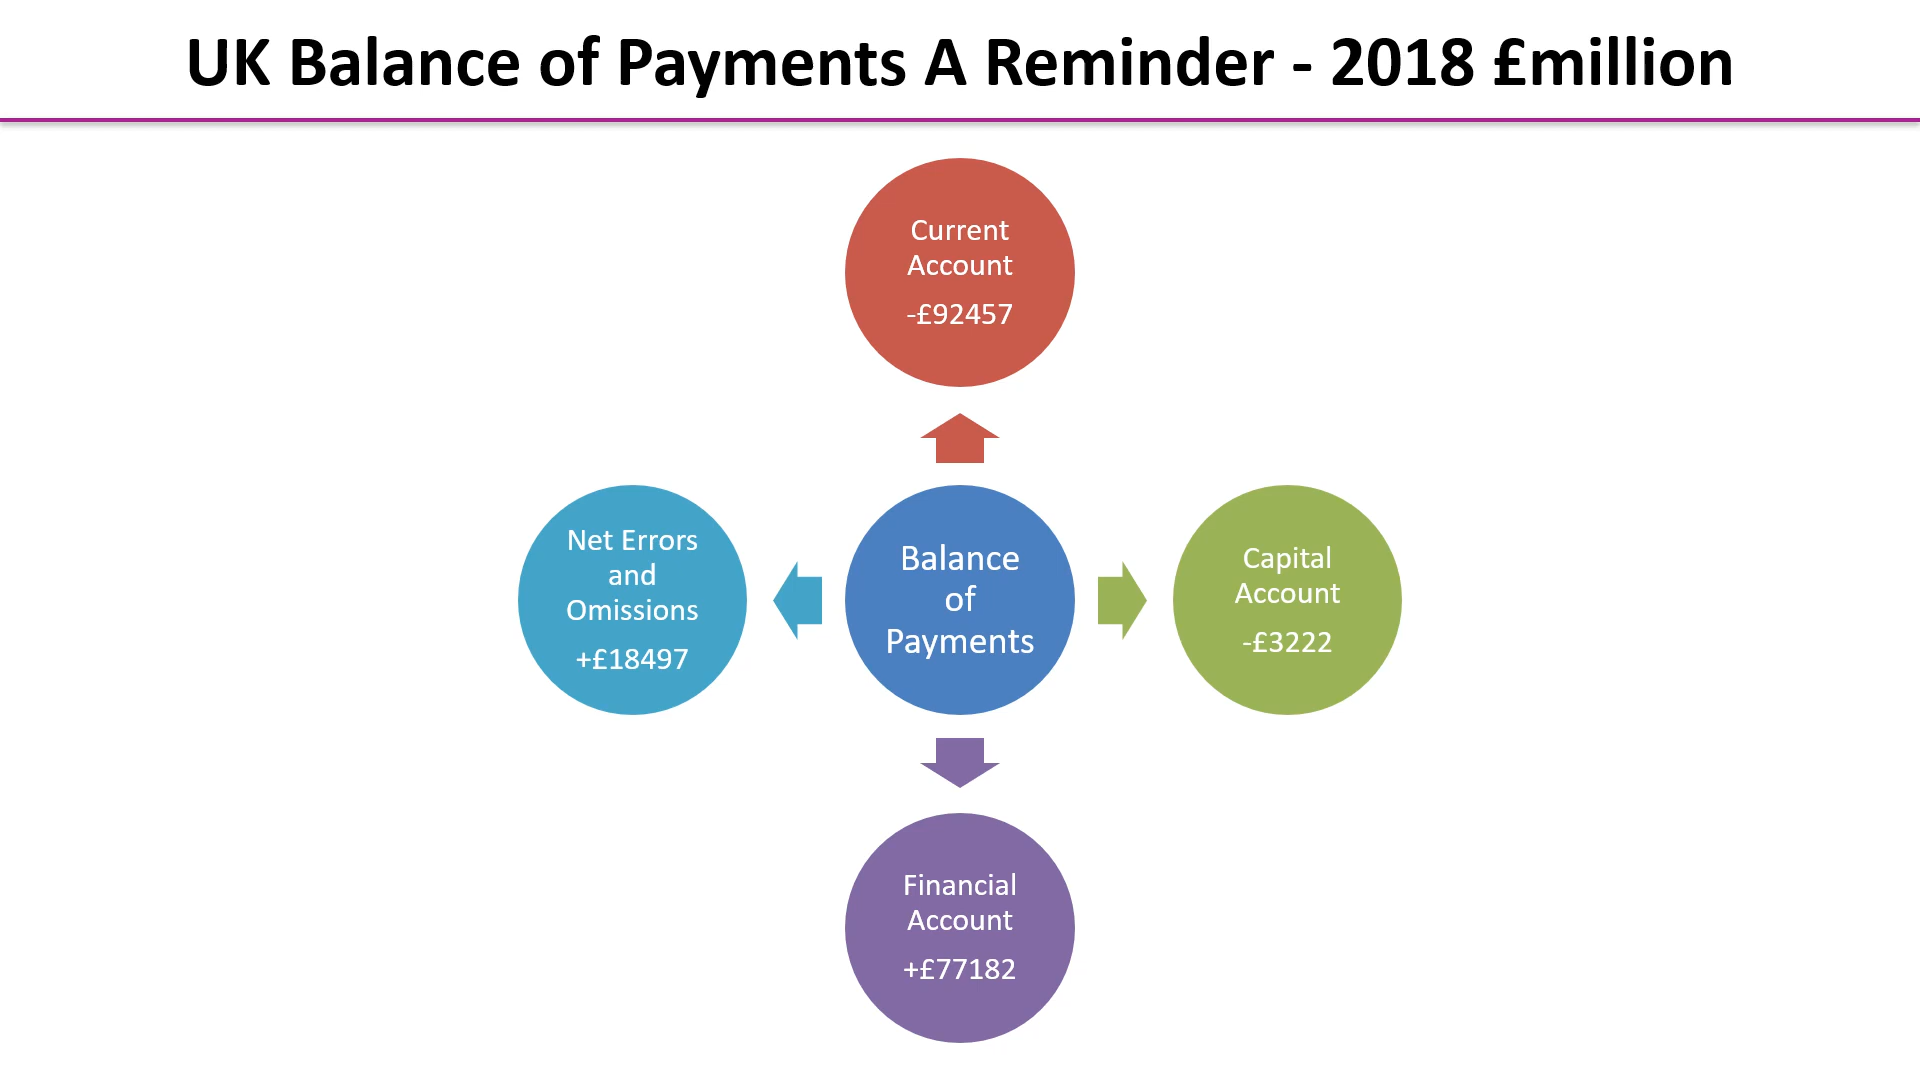 UK Balance of Payments A Reminder - 2018 £million
Current
Account
-£92457
Net Errors
and
Omissions
+£18497
Balance
of
Payments
Capital
Account
-£3222
Financial
Account
+£77182